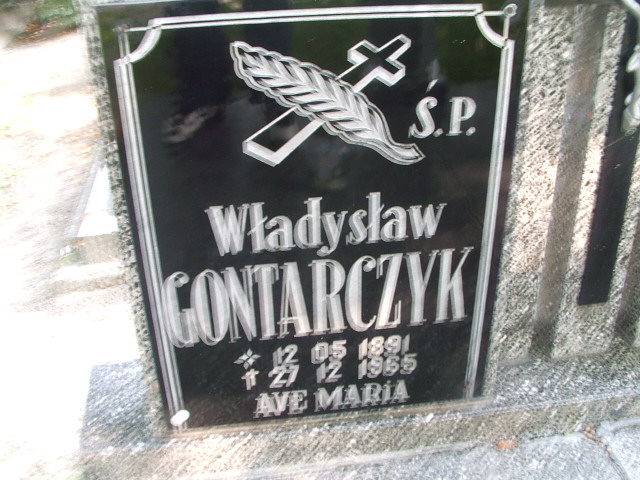 Ś.P.
Władysław
GONTARCZYK
* 12 05 1891
† 27 12 1965
AVE MARIA